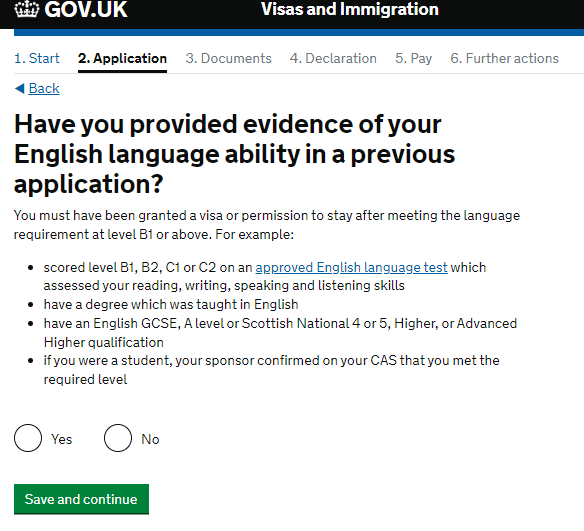 GOV.UK Visas and Immigration
1. Start 2. Application 3. Documents 4. Declaration 5. Pay 6. Further actions
Back
Have you provided evidence of your
English language ability in a previous
application?
You must have been granted a visa or permission to stay after meeting the language
requirement at level B1 or above. For example:
scored level B1, B2, C1 or C2 on an approved English language test which
assessed your reading, writing, speaking and listening skills
have a degree which was taught in English
have an English GCSE, A level or Scottish National 4 or 5, Higher, or Advanced
Higher qualification
if you were a student, your sponsor confirmed on your CAS that you met the
required level
Yes No
Save and continue